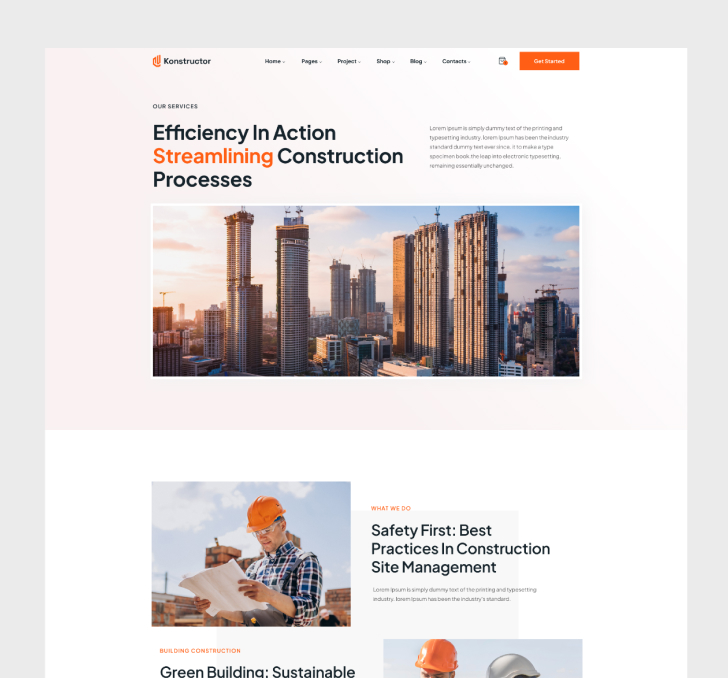 Konstructor
Home
Pages
Project
Shop
Blog
Contacts
Get Started
OUR SERVICES
Efficiency In Action
Streamlining Construction
Processes
Lorem Ipsum is simply dummy text of the printing and
typesetting industry. lorem Ipsum has been the industry
standard dummy text ever since. it to make a type
specimen book.the leap into electronic typesetting,
remaining essentially unchanged.
WHAT WE DO
Safety First: Best
Practices In Construction
Site Management
Lorem Ipsum is simply dummy text of the printing and typesetting
industry. lorem Ipsum has been the industry's standard.
BUILDING CONSTRUCTION
Green Building: Sustainable